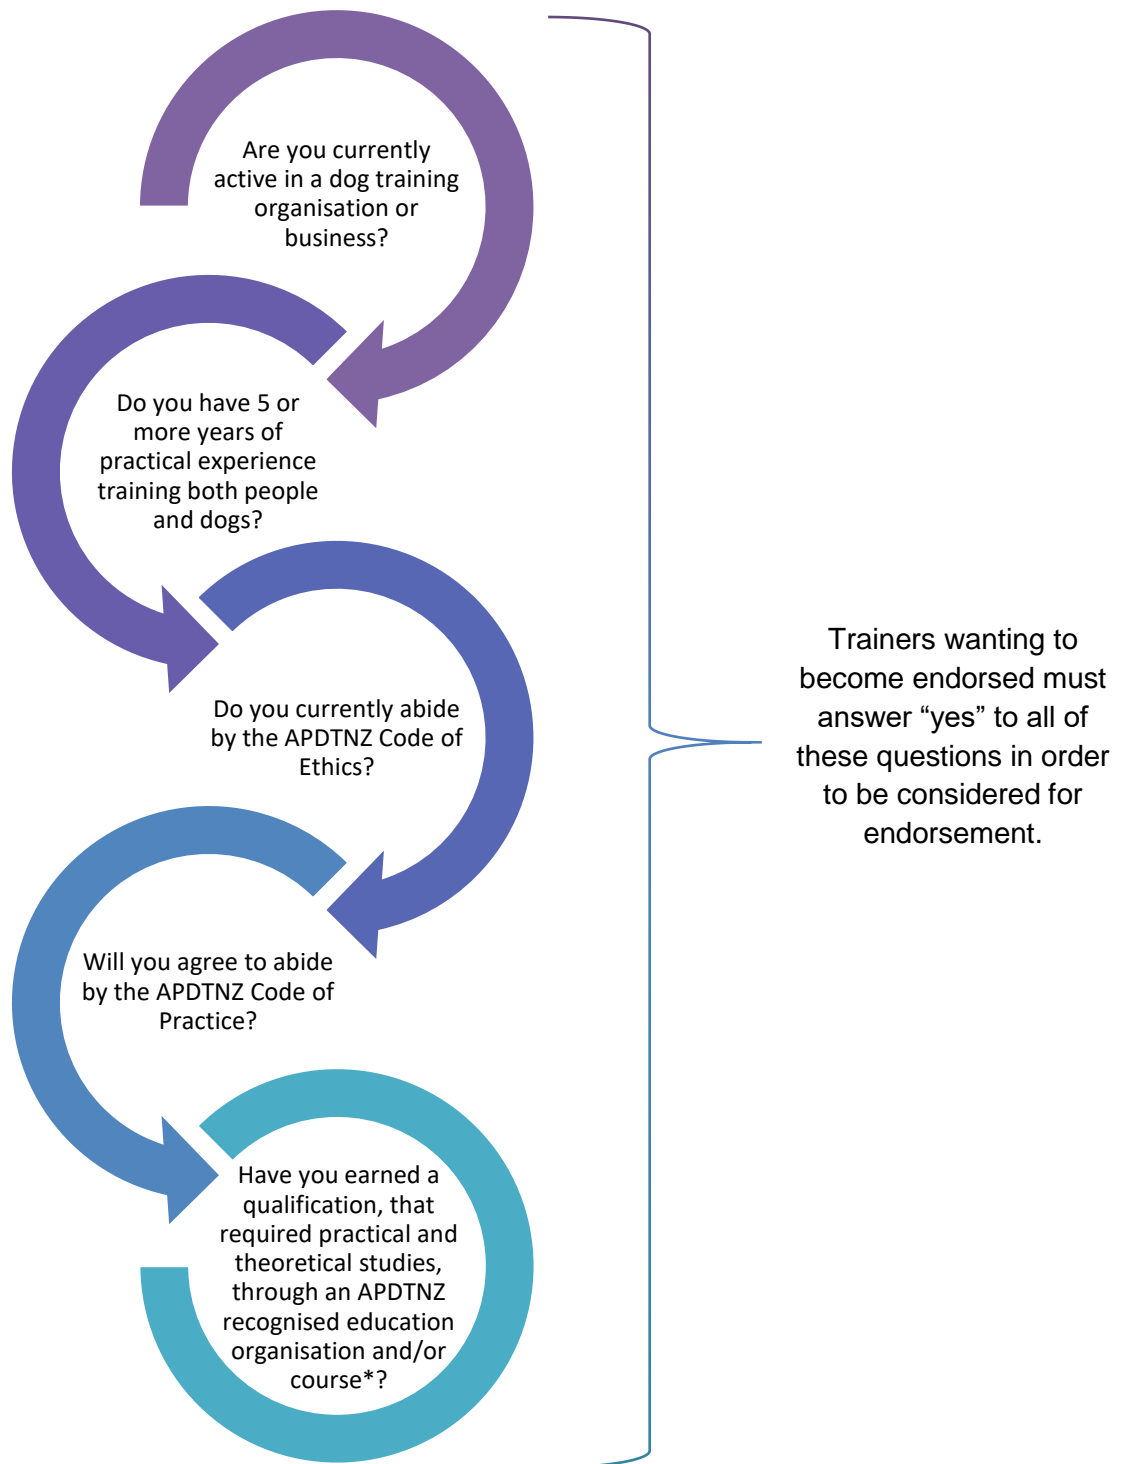 Are you currently
active in a dog training
organisation or
business?
Do you have 5 or
more years of
practical experience
training both people
and dogs?
Do you currently abide
by the APDTNZ Code of
Ethics?
Will you agree to abide
by the APDTNZ Code of
Practice?
Have you earned a
qualification, that
required practical and
theoretical studies,
through an APDTNZ
recognised education
organisation and/or
course*?
Trainers wanting to
become endorsed must
answer “yes” to all of
these questions in order
to be considered for
endorsement.